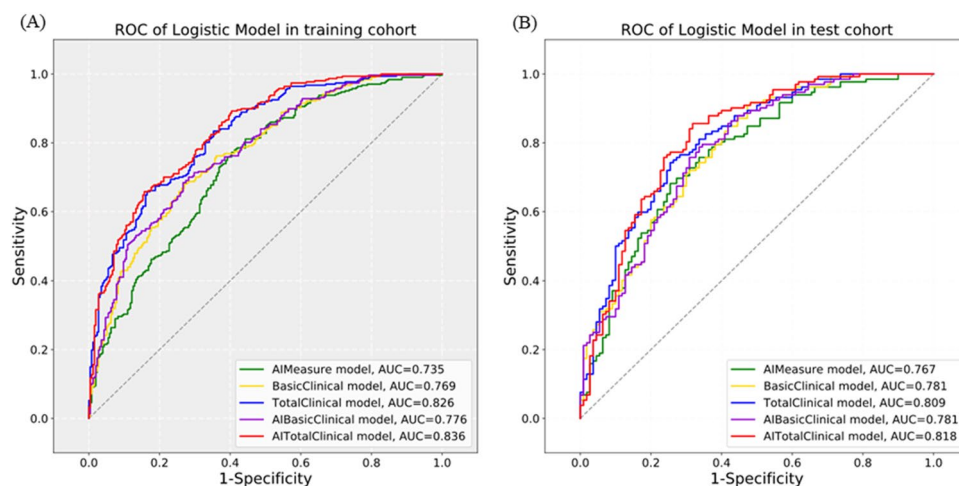 (A)
ROC of Logistic Model in training cohort
1.0
0.8
0.6
0.4
0.2
0.0
Sensitivity
AIMeasure model, AUC=0.735
BasicClinical model, AUC=0.769
TotalClinical model, AUC=0.826
AIBasicClinical model, AUC=0.776
AITotalClinical model, AUC=0.836
0.0 0.2 0.4 0.6 0.8 1.0
1-Specificity
(B)
ROC of Logistic Model in test cohort
1.0
0.8
0.6
0.4
0.2
0.0
Sensitivity
AIMeasure model, AUC=0.767
BasicClinical model, AUC=0.781
TotalClinical model, AUC=0.809
AIBasicClinical model, AUC=0.781
AITotalClinical model, AUC=0.818
0.0 0.2 0.4 0.6 0.8 1.0
1-Specificity